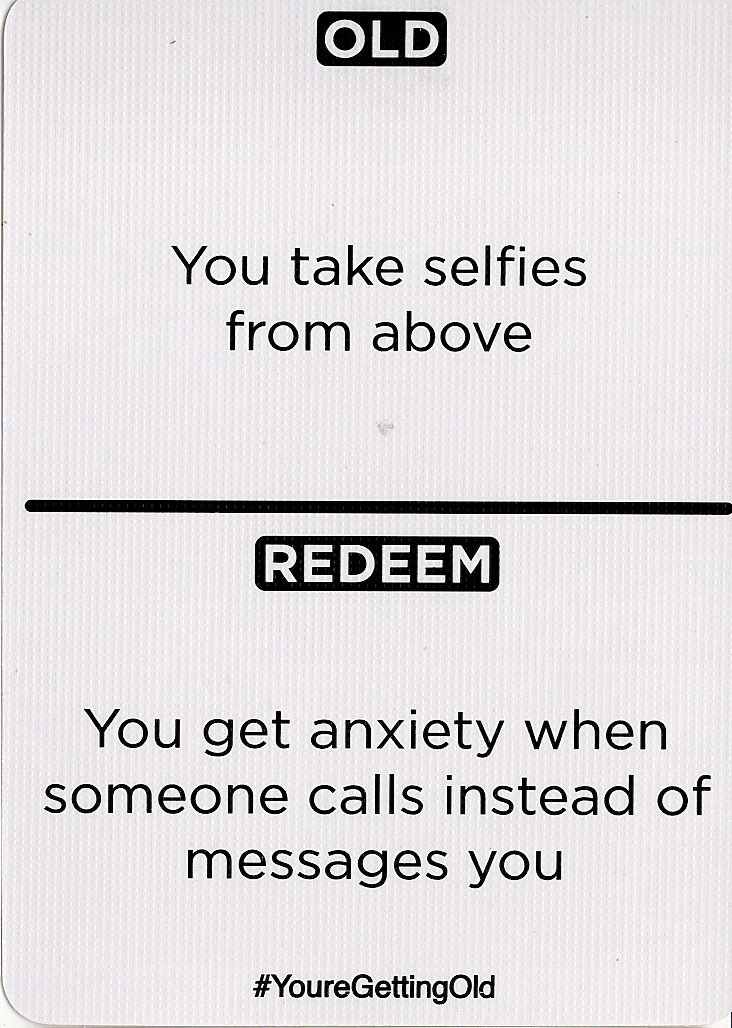 OLD
You take selfies
from above
REDEEM
You get anxiety when
someone calls instead of
messages you
#YoureGettingOld